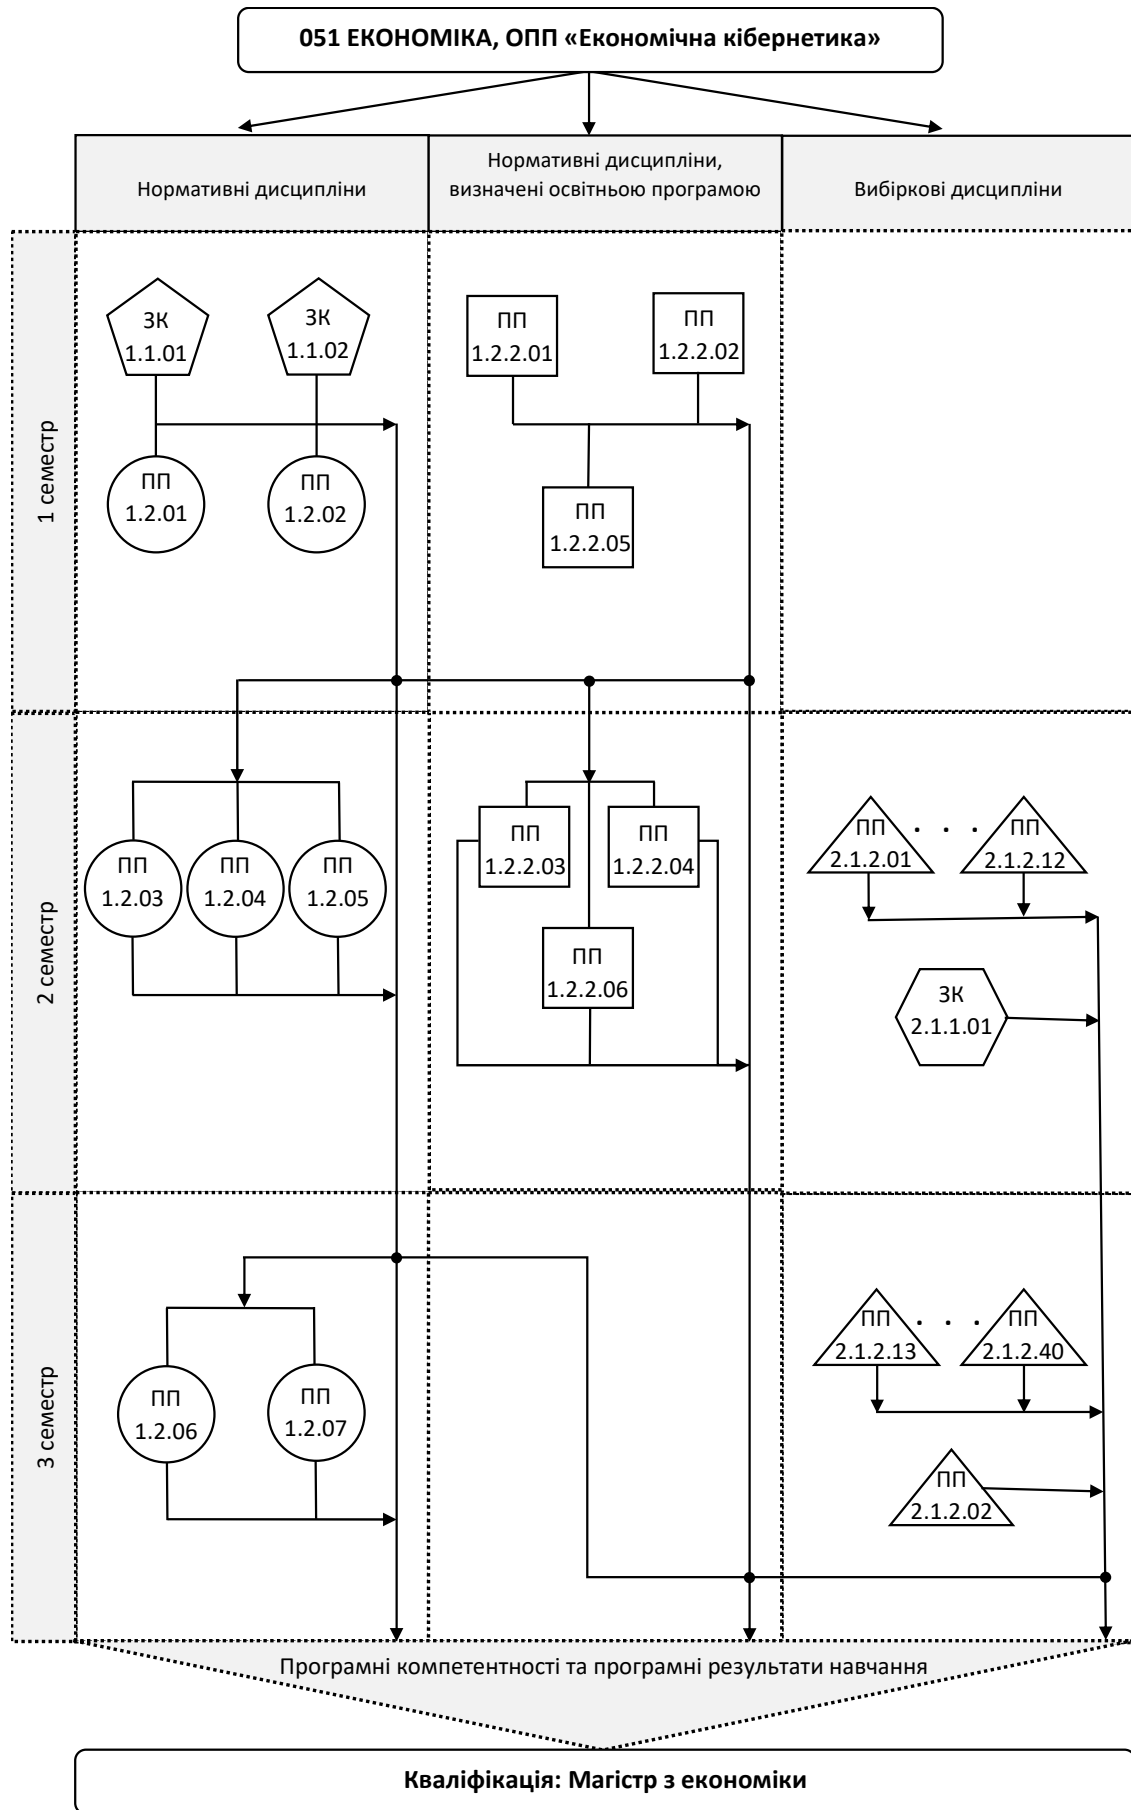 051 ЕКОНОМІКА, ОПП «Економічна кібернетика»
Нормативні дисципліни
Нормативні дисципліни,
визначені освітньою програмою
Вибіркові дисципліни
1 семестр
ЗК
1.1.01
ЗК
1.1.02
ПП
1.2.01
ПП
1.2.02
ПП
1.2.2.01
ПП
1.2.2.02
ПП
1.2.2.05
2 семестр
ПП
1.2.03
ПП
1.2.04
ПП
1.2.05
ПП
1.2.2.03
ПП
1.2.2.04
ПП
1.2.2.06
ПП
2.1.2.01
. . .
ПП
2.1.2.12
ЗК
2.1.1.01
3 семестр
ПП
1.2.06
ПП
1.2.07
ПП
2.1.2.13
. . .
ПП
2.1.2.40
ПП
2.1.2.02
Програмні компетентності та програмні результати навчання
Кваліфікація: Магістр з економіки